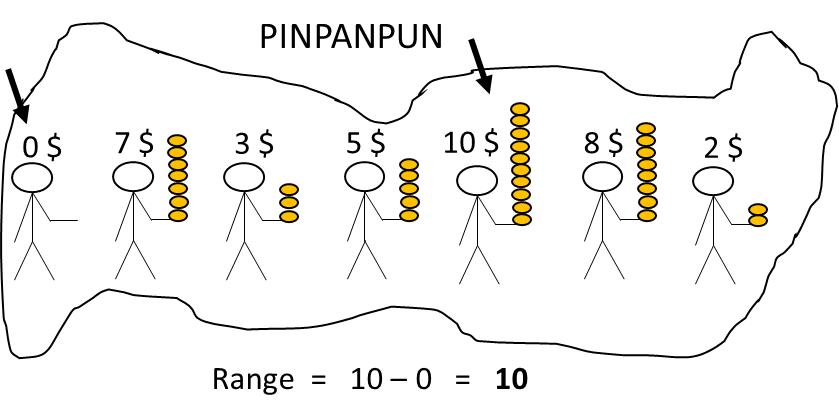 PINPANPUN
0 $ 7 $ 3 $ 5 $ 10 $ 8 $ 2 $
Range = 10 – 0 = 10